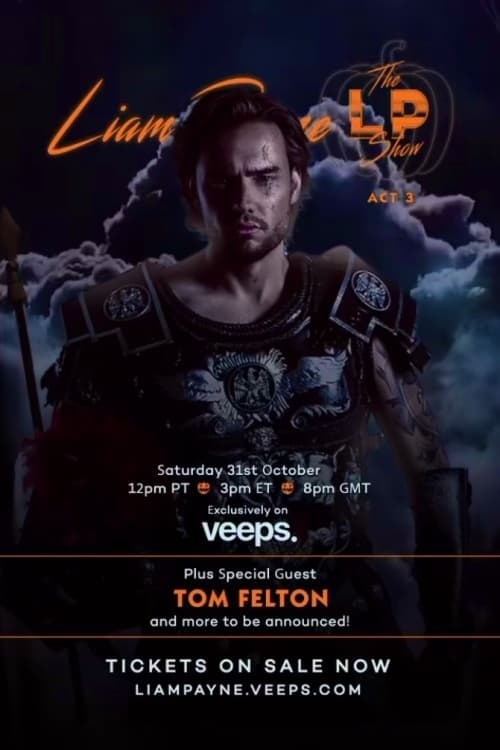 Liam Payne
The
LP
Show
ACT 3
Saturday 31st October
12pm PT 3pm ET 8pm GMT
Exclusively on
veeps.
Plus Special Guest
TOM FELTON
and more to be announced!
TICKETS ON SALE NOW
LIAMPAYNE.VEEPS.COM